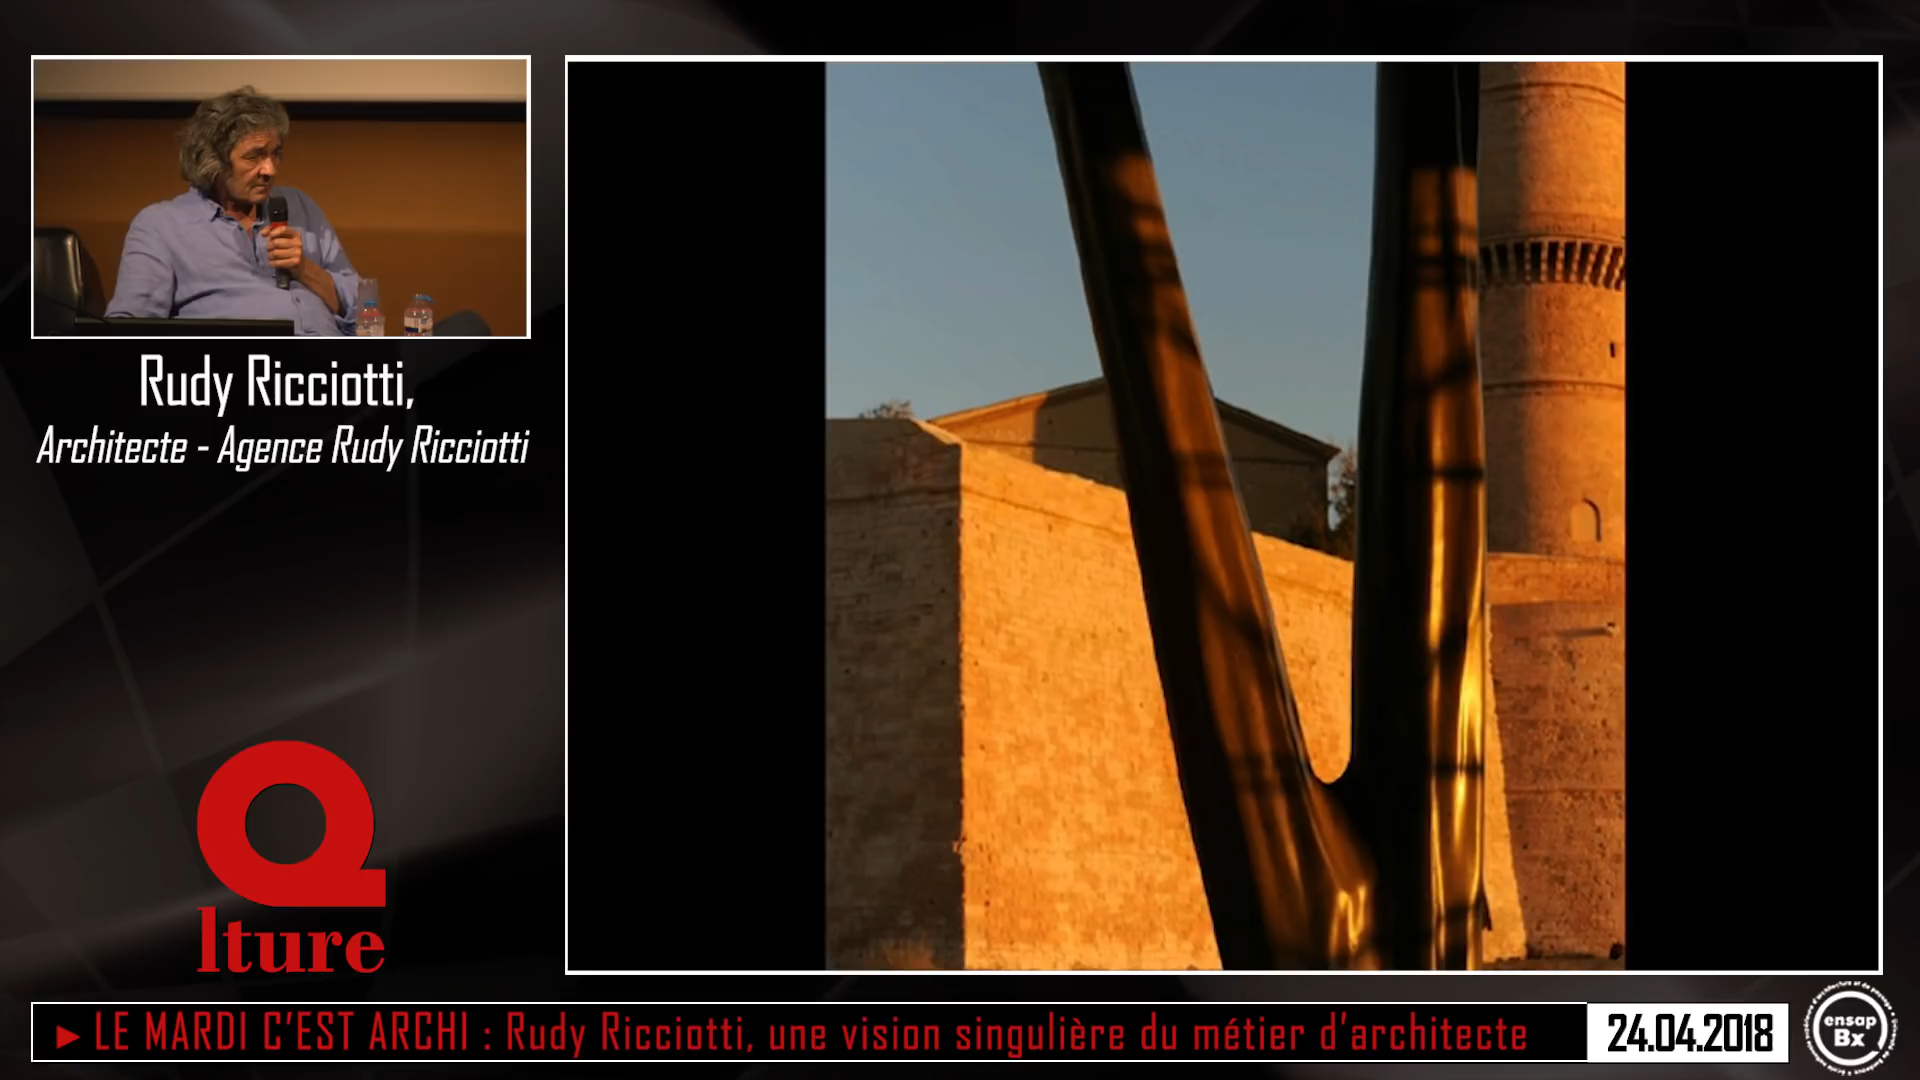 Rudy Ricciotti,
Architecte - Agence Rudy Ricciotti
Q
lture
► LE MARDI C'EST ARCHI : Rudy Ricciotti, une vision singulière du métier d'architecte
24.04.2018
ensap
Bx